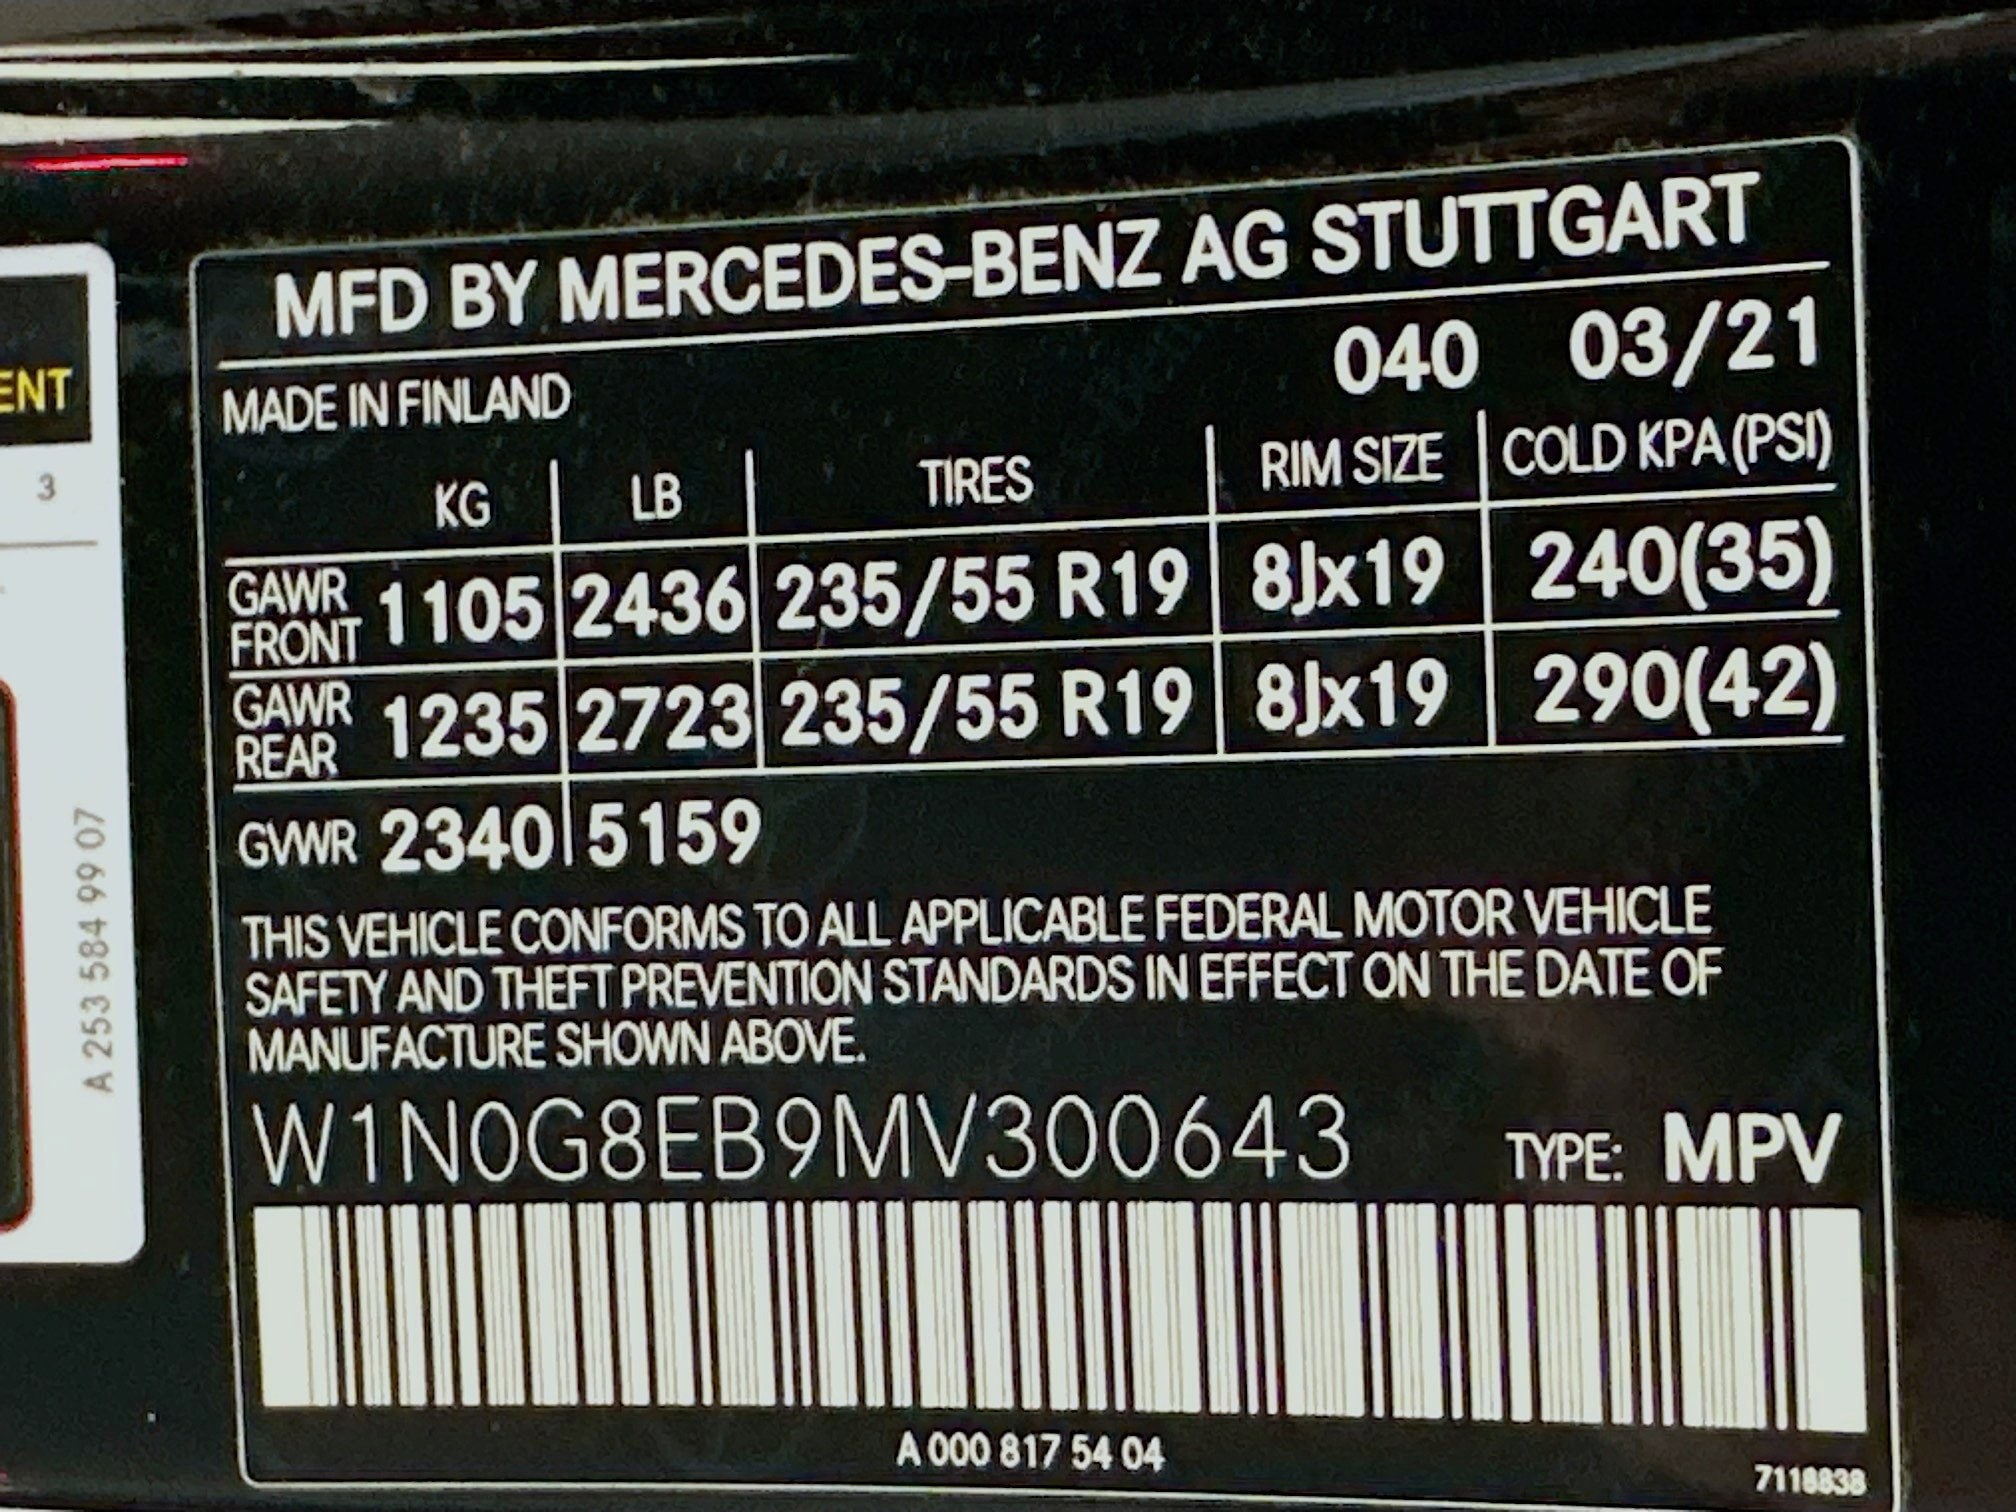 MFD BY MERCEDES-BENZ AG STUTTGART
040 03/21
MADE IN FINLAND
KG LB TIRES RIM SIZE COLD KPA (PSI)
GAWR FRONT 1105 2436 235/55 R19 8Jx19 240(35)
GAWR REAR 1235 2723 235/55 R19 8Jx19 290(42)
GVWR 2340 5159
THIS VEHICLE CONFORMS TO ALL APPLICABLE FEDERAL MOTOR VEHICLE
SAFETY AND THEFT PREVENTION STANDARDS IN EFFECT ON THE DATE OF
MANUFACTURE SHOWN ABOVE.
W1N0G8EB9MV300643 TYPE: MPV
A 000 817 54 04
7118838
ENT
3
A 253 584 99 07